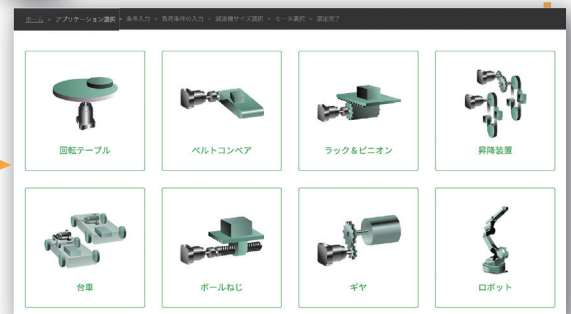 ホーム > アプリケーション選択 > 条件入力 > 負荷条件の入力 > 減速機サイズ選択 > モータ選択 > 選定完了
回転テーブル
ベルトコンベア
ラック＆ピニオン
昇降装置
台車
ボールねじ
ギヤ
ロボット